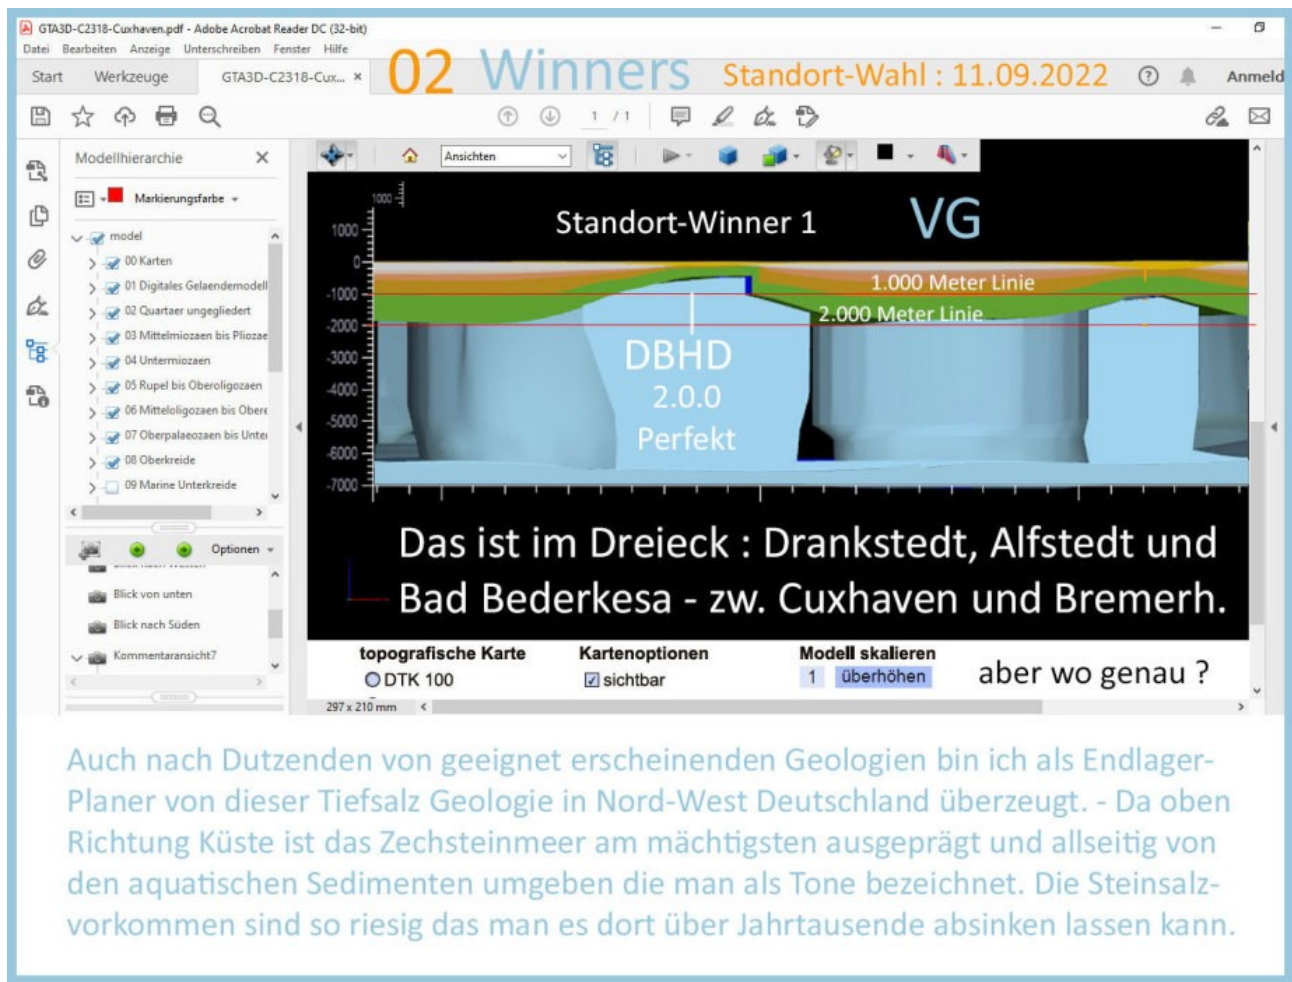 GTA3D-C2318-Cuxhaven.pdf - Adobe Acrobat Reader DC (32-bit)
Datei Bearbeiten Anzeige Unterschreiben Fenster Hilfe
Start Werkzeuge GTA3D-C2318-Cux... × 02 Winners Standort-Wahl : 11.09.2022 Anmeld
1 / 1
Modellhierarchie
Ansichten
Markierungsfarbe
model
00 Karten
01 Digitales Gelaendemodell
02 Quartaer ungegliedert
03 Mittelmiozaen bis Pliozae
04 Untermiozaen
05 Rupel bis Oberoligozaen
06 Mitteloligozaen bis Obere
07 Oberpalaeozaen bis Unter
08 Oberkreide
09 Marine Unterkreide
Optionen
Blick nach Westen
Blick von unten
Blick nach Süden
Kommentaransicht7
1000
1000
0
-1000
-2000
-3000
-4000
-5000
-6000
-7000
Standort-Winner 1 VG
1.000 Meter Linie
2.000 Meter Linie
DBHD
2.0.0
Perfekt
Das ist im Dreieck : Drankstedt, Alfstedt und
Bad Bederkesa - zw. Cuxhaven und Bremerh.
topografische Karte Kartenoptionen Modell skalieren
DTK 100 sichtbar 1 überhöhen aber wo genau ?
297 x 210 mm
Auch nach Dutzenden von geeignet erscheinenden Geologien bin ich als Endlager-
Planer von dieser Tiefsalz Geologie in Nord-West Deutschland überzeugt. - Da oben
Richtung Küste ist das Zechsteinmeer am mächtigsten ausgeprägt und allseitig von
den aquatischen Sedimenten umgeben die man als Tone bezeichnet. Die Steinsalz-
vorkommen sind so riesig das man es dort über Jahrtausende absinken lassen kann.